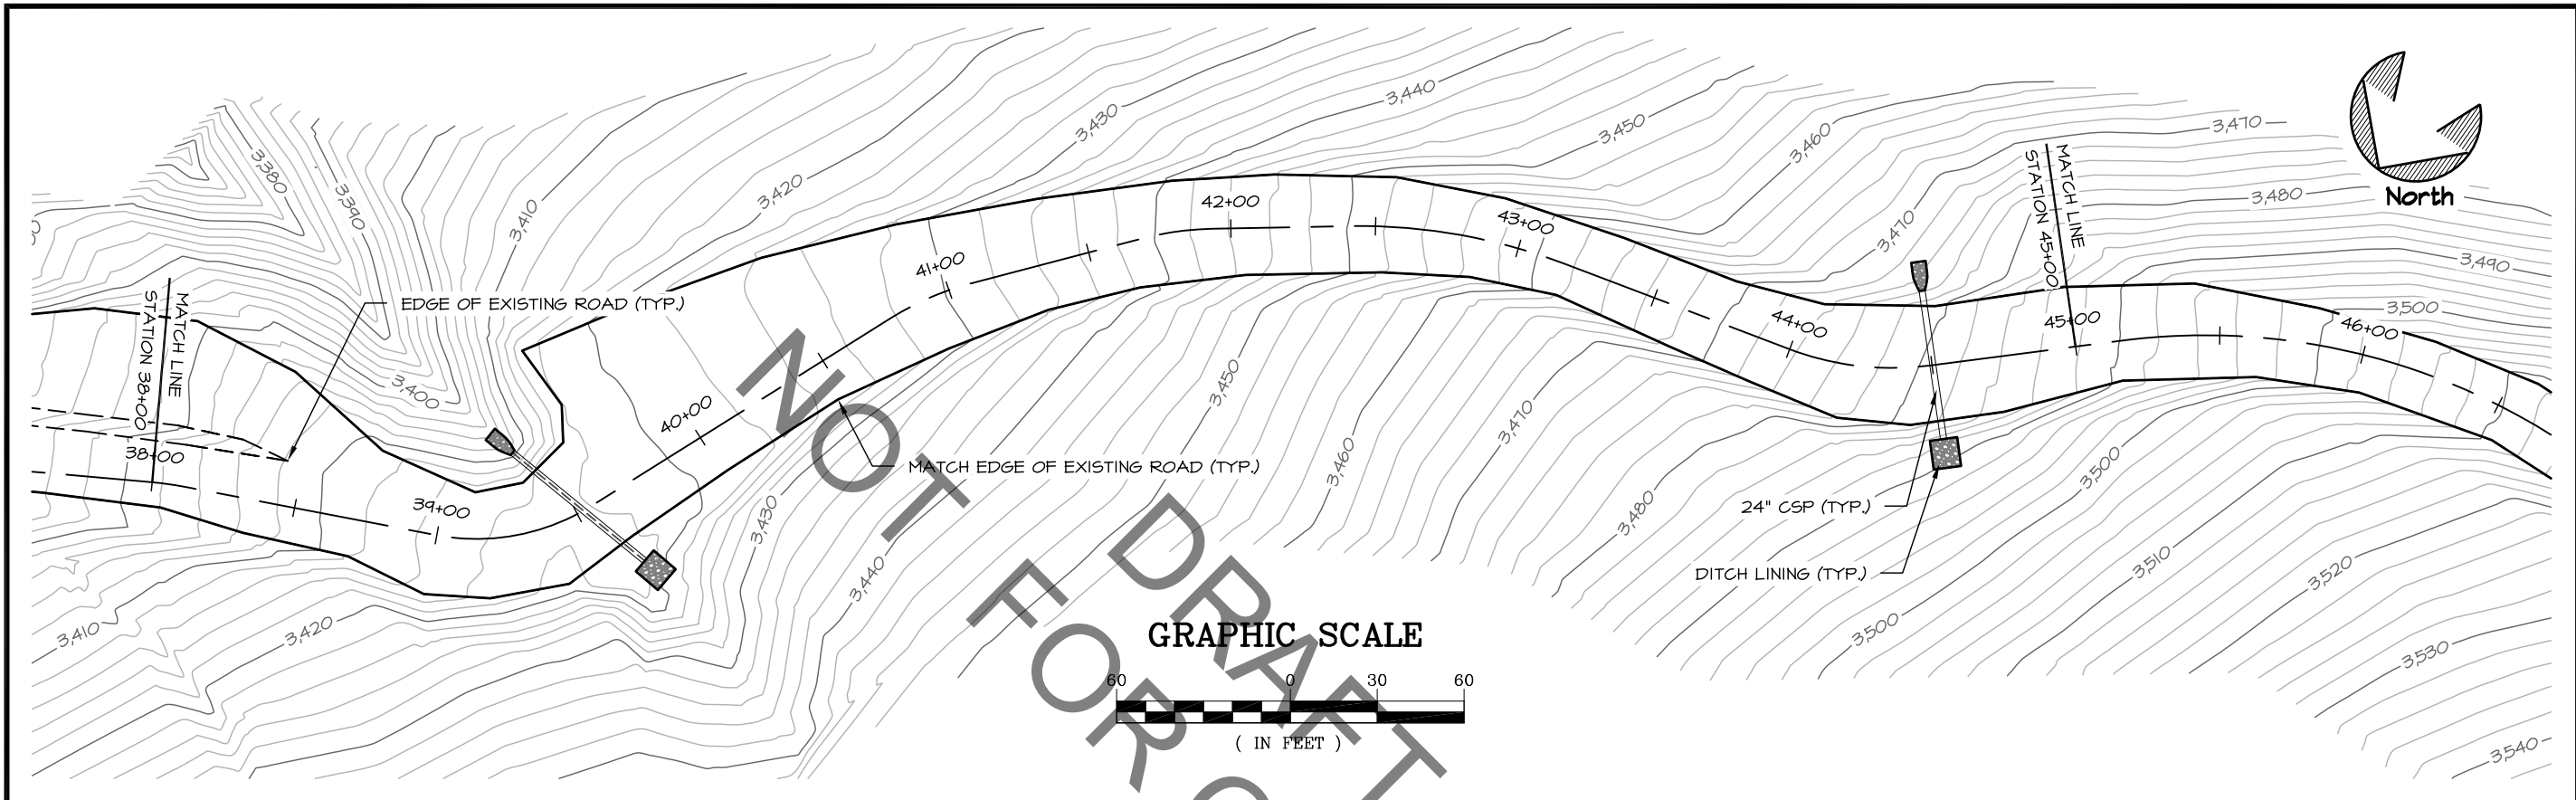 3,440
3,430
3,450
3,460
3,470
3,380
3,420
3,390
3,410
3,470
3,480
North
MATCH LINE
STATION 45+00
42+00
43+00
41+00
3,490
MATCH LINE
STATION 38+00
EDGE OF EXISTING ROAD (TYP.)
3,500
44+00
45+00
46+00
3,400
3,450
40+00
3,470
38+00
MATCH EDGE OF EXISTING ROAD (TYP.)
3,460
3,500
39+00
24" CSP (TYP.)
3,430
3,480
3,510
DITCH LINING (TYP.)
3,520
3,440
3,410
3,420
3,500
3,530
3,540
GRAPHIC SCALE
60 0 30 60
( IN FEET )
NOT
DRAFT
FOR